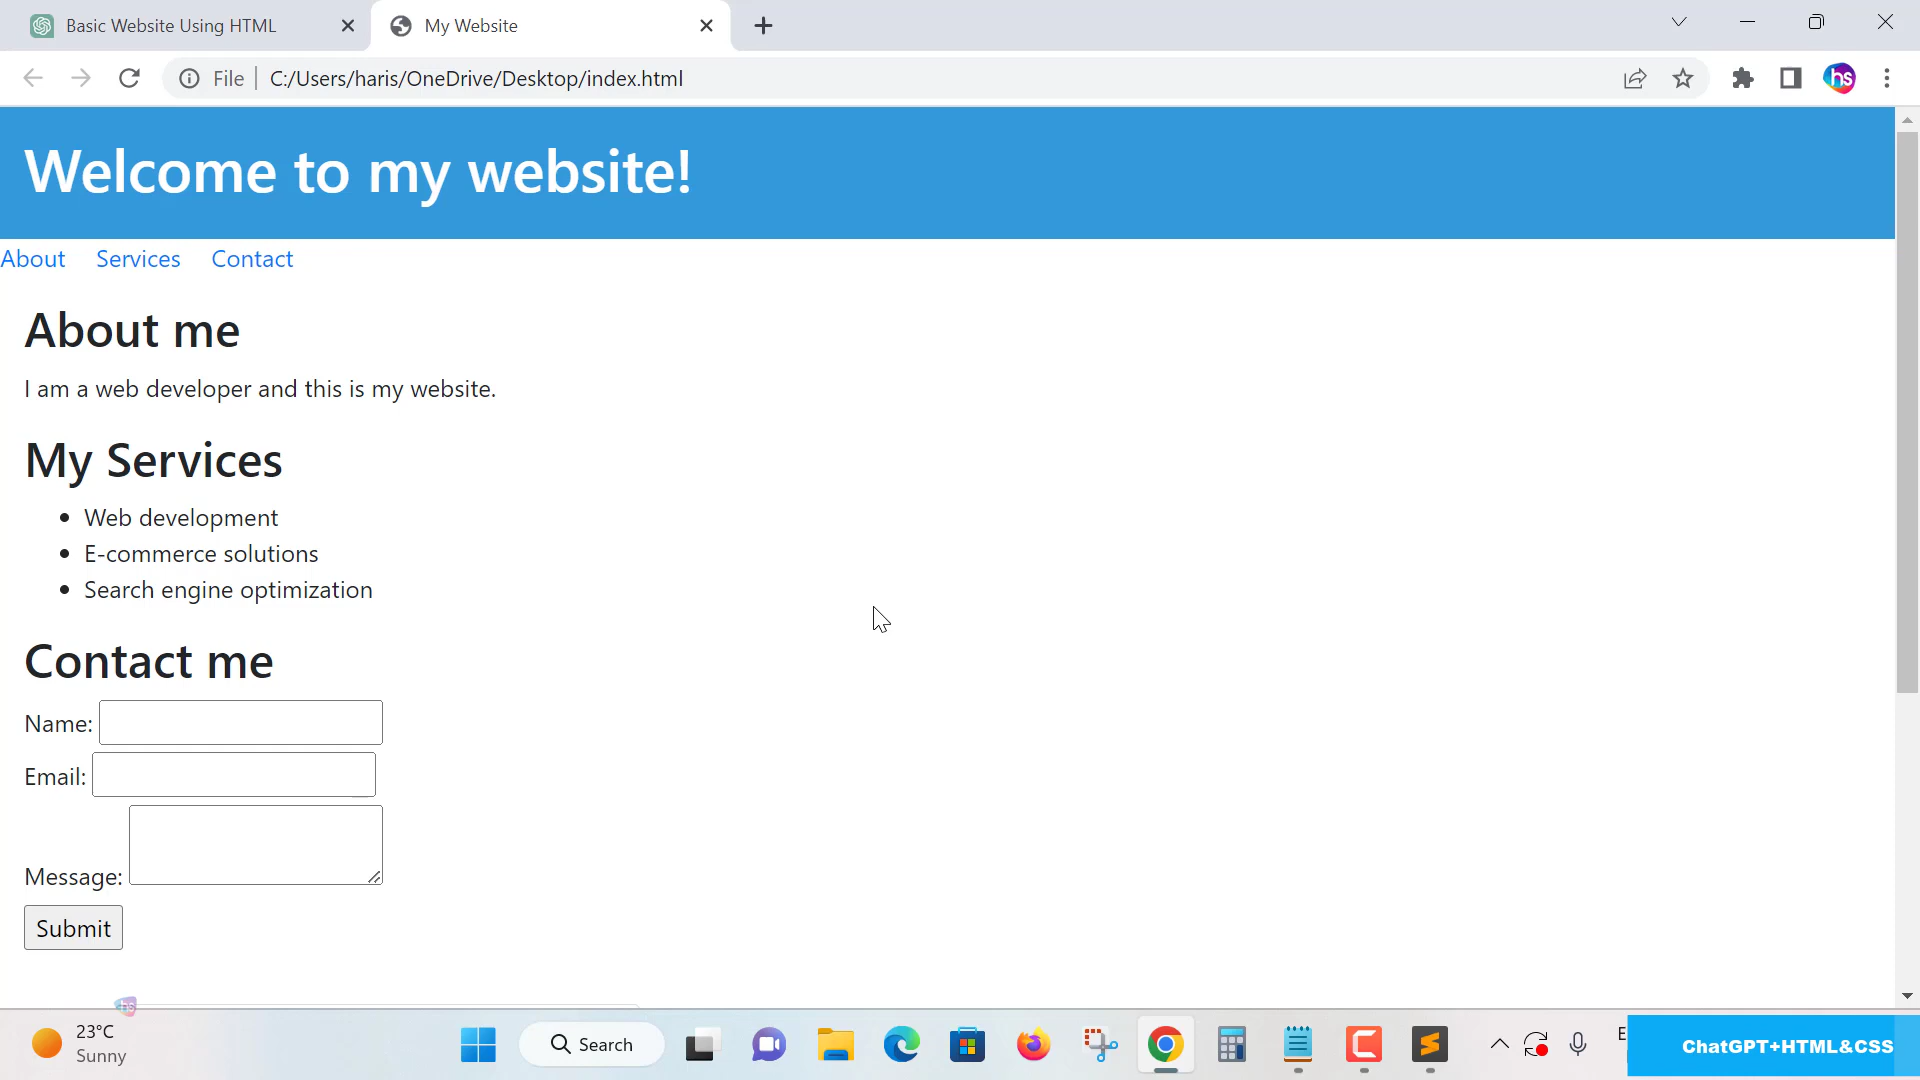 Basic Website Using HTML
My Website
File
C:/Users/haris/OneDrive/Desktop/index.html
hs
Welcome to my website!
About Services Contact
About me
I am a web developer and this is my website.
My Services
Web development
E-commerce solutions
Search engine optimization
Contact me
Name:
Email:
Message:
Submit
hs
23°C
Sunny
Search
ChatGPT+HTML&CSS